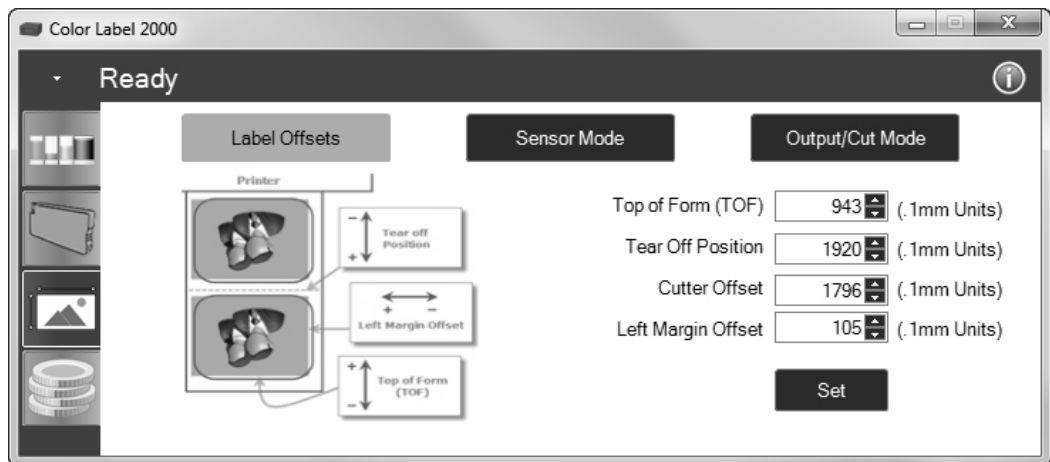 Color Label 2000
Ready
Label Offsets
Sensor Mode
Output/Cut Mode
Printer
Tear off
Position
Left Margin Offset
Top of Form
(TOF)
Top of Form (TOF) 943 (.1mm Units)
Tear Off Position 1920 (.1mm Units)
Cutter Offset 1796 (.1mm Units)
Left Margin Offset 105 (.1mm Units)
Set